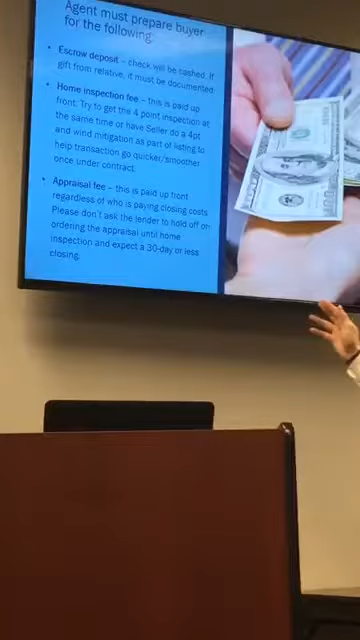 Agent must prepare buyer
for the following:
• Escrow deposit – check will be cashed. If
gift from relative, it must be documented.
• Home inspection fee – this is paid up
front. Try to get the 4 point inspection at
the same time or have Seller do a 4pt
and wind mitigation as part of listing to
help transaction go quicker/smoother
once under contract.
• Appraisal fee – this is paid up front
regardless of who is paying closing costs
Please don't ask the lender to hold off on
ordering the appraisal until home
inspection and expect a 30-day or less
closing.